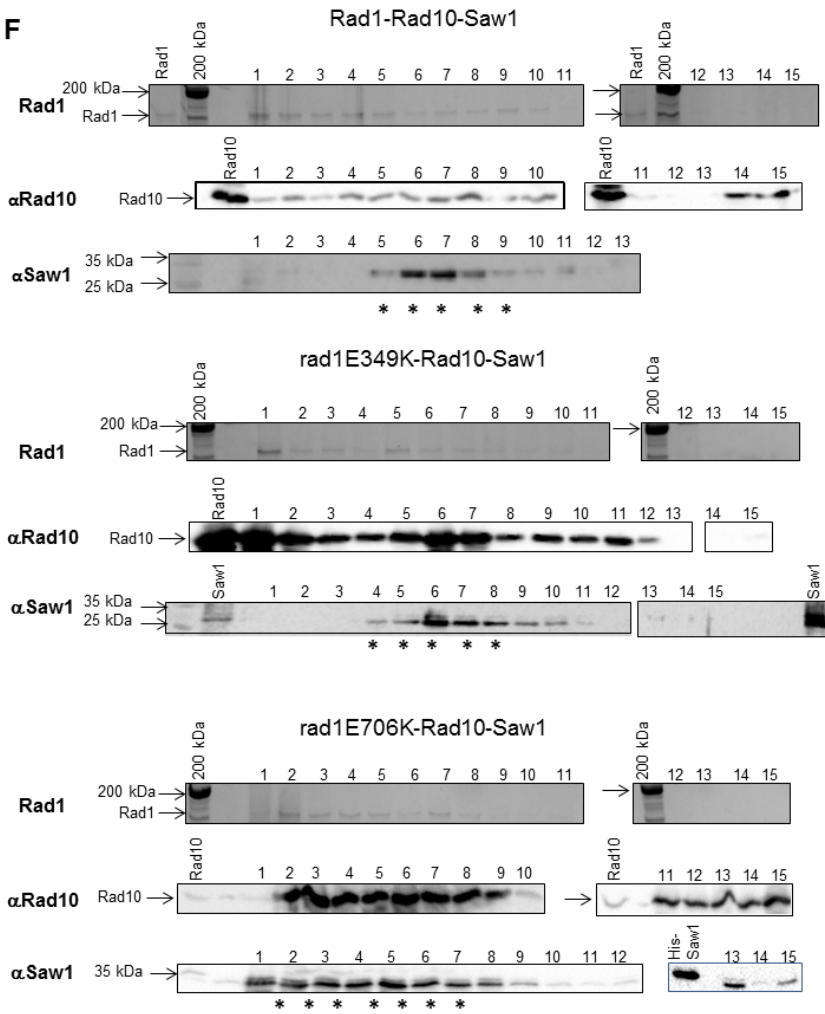 F
Rad1-Rad10-Saw1
Rad1 200 kDa 1 2 3 4 5 6 7 8 9 10 11 Rad1 200 kDa 12 13 14 15
200 kDa
Rad1 Rad1
Rad10 1 2 3 4 5 6 7 8 9 10 Rad10 11 12 13 14 15
αRad10 Rad10
1 2 3 4 5 6 7 8 9 10 11 12 13
αSaw1 35 kDa
25 kDa
* * * * *
rad1E349K-Rad10-Saw1
200 kDa 1 2 3 4 5 6 7 8 9 10 11 200 kDa 12 13 14 15
200 kDa
Rad1 Rad1
Rad10 1 2 3 4 5 6 7 8 9 10 11 12 13 14 15
αRad10 Rad10
Saw1 1 2 3 4 5 6 7 8 9 10 11 12 13 14 15 Saw1
αSaw1 35 kDa
25 kDa
* * * * *
rad1E706K-Rad10-Saw1
200 kDa 1 2 3 4 5 6 7 8 9 10 11 200 kDa 12 13 14 15
200 kDa
Rad1 Rad1
Rad10 1 2 3 4 5 6 7 8 9 10 Rad10 11 12 13 14 15
αRad10 Rad10
1 2 3 4 5 6 7 8 9 10 11 12 His-Saw1 13 14 15
αSaw1 35 kDa
* * * * * * *